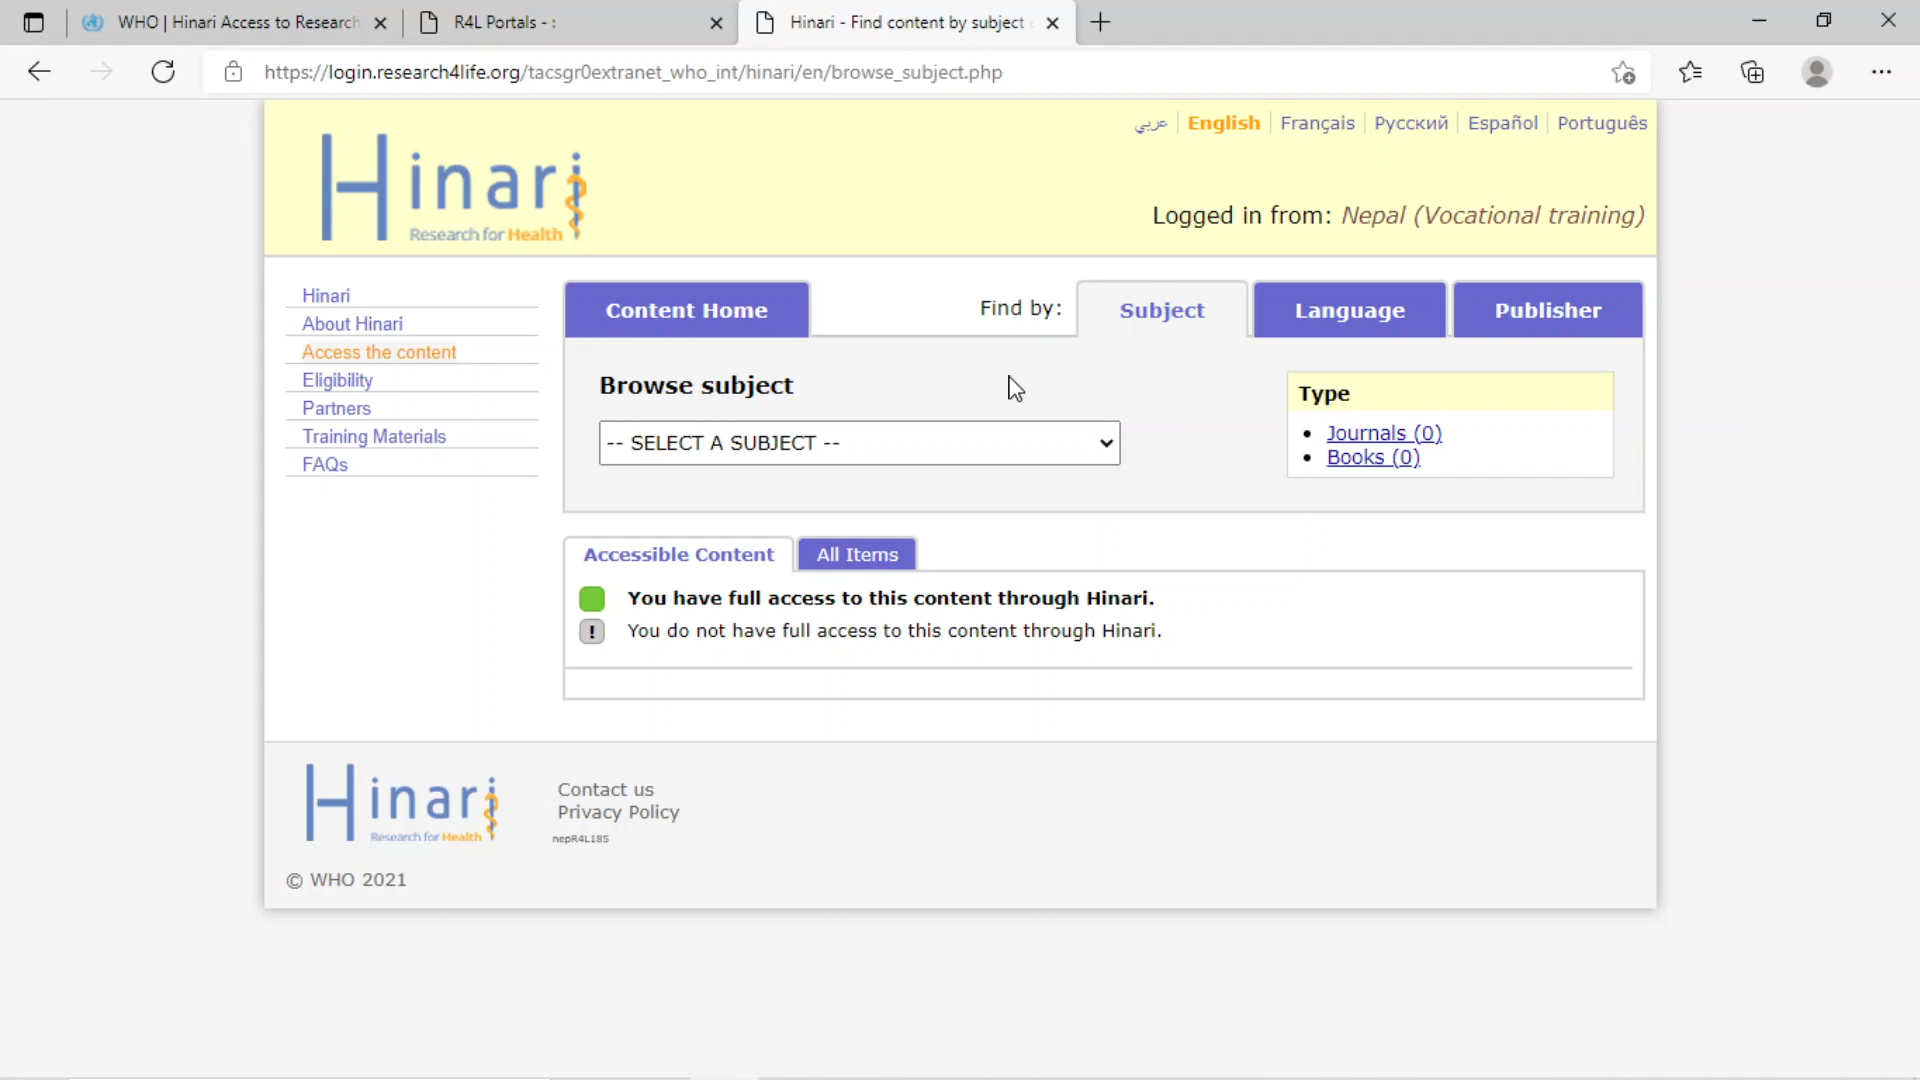 WHO | Hinari Access to Research
R4L Portals - :
Hinari - Find content by subject
https://login.research4life.org/tacsgr0extranet_who_int/hinari/en/browse_subject.php
عربي | English | Français | Русский | Español | Português
Hinari
Research for Health
Logged in from: Nepal (Vocational training)
Hinari
About Hinari
Access the content
Eligibility
Partners
Training Materials
FAQs
Content Home
Find by:
Subject
Language
Publisher
Browse subject
-- SELECT A SUBJECT --
Type
Journals (0)
Books (0)
Accessible Content
All Items
You have full access to this content through Hinari.
! You do not have full access to this content through Hinari.
Hinari
Research for Health
Contact us
Privacy Policy
nepR4L185
© WHO 2021